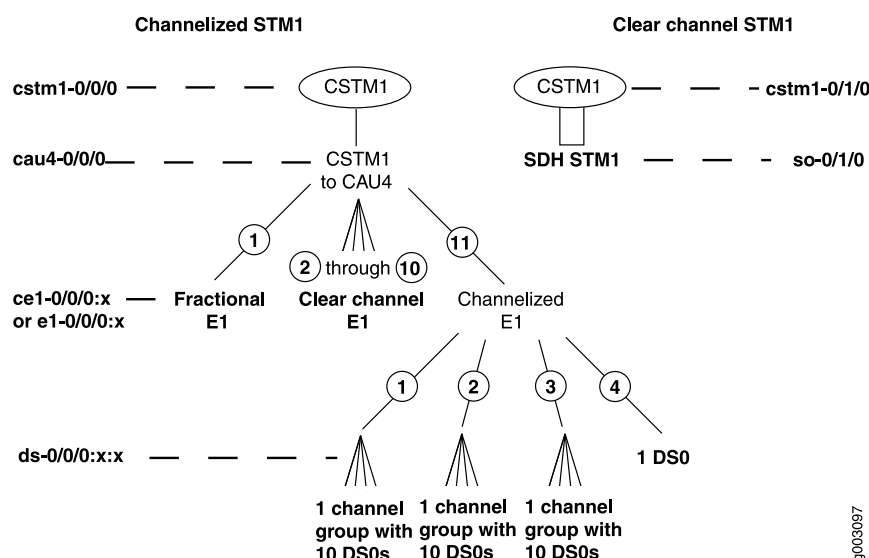 Channelized STM1
Clear channel STM1
cstm1-0/0/0
CSTM1
CSTM1
cstm1-0/1/0
cau4-0/0/0
CSTM1
to CAU4
SDH STM1
so-0/1/0
1
11
2 through 10
ce1-0/0/0:x
or e1-0/0/0:x
Fractional
E1
Clear channel
E1
Channelized
E1
1
2
3
4
ds-0/0/0:x:x
1 DS0
1 channel
group with
10 DS0s
1 channel
group with
10 DS0s
1 channel
group with
10 DS0s
g003097